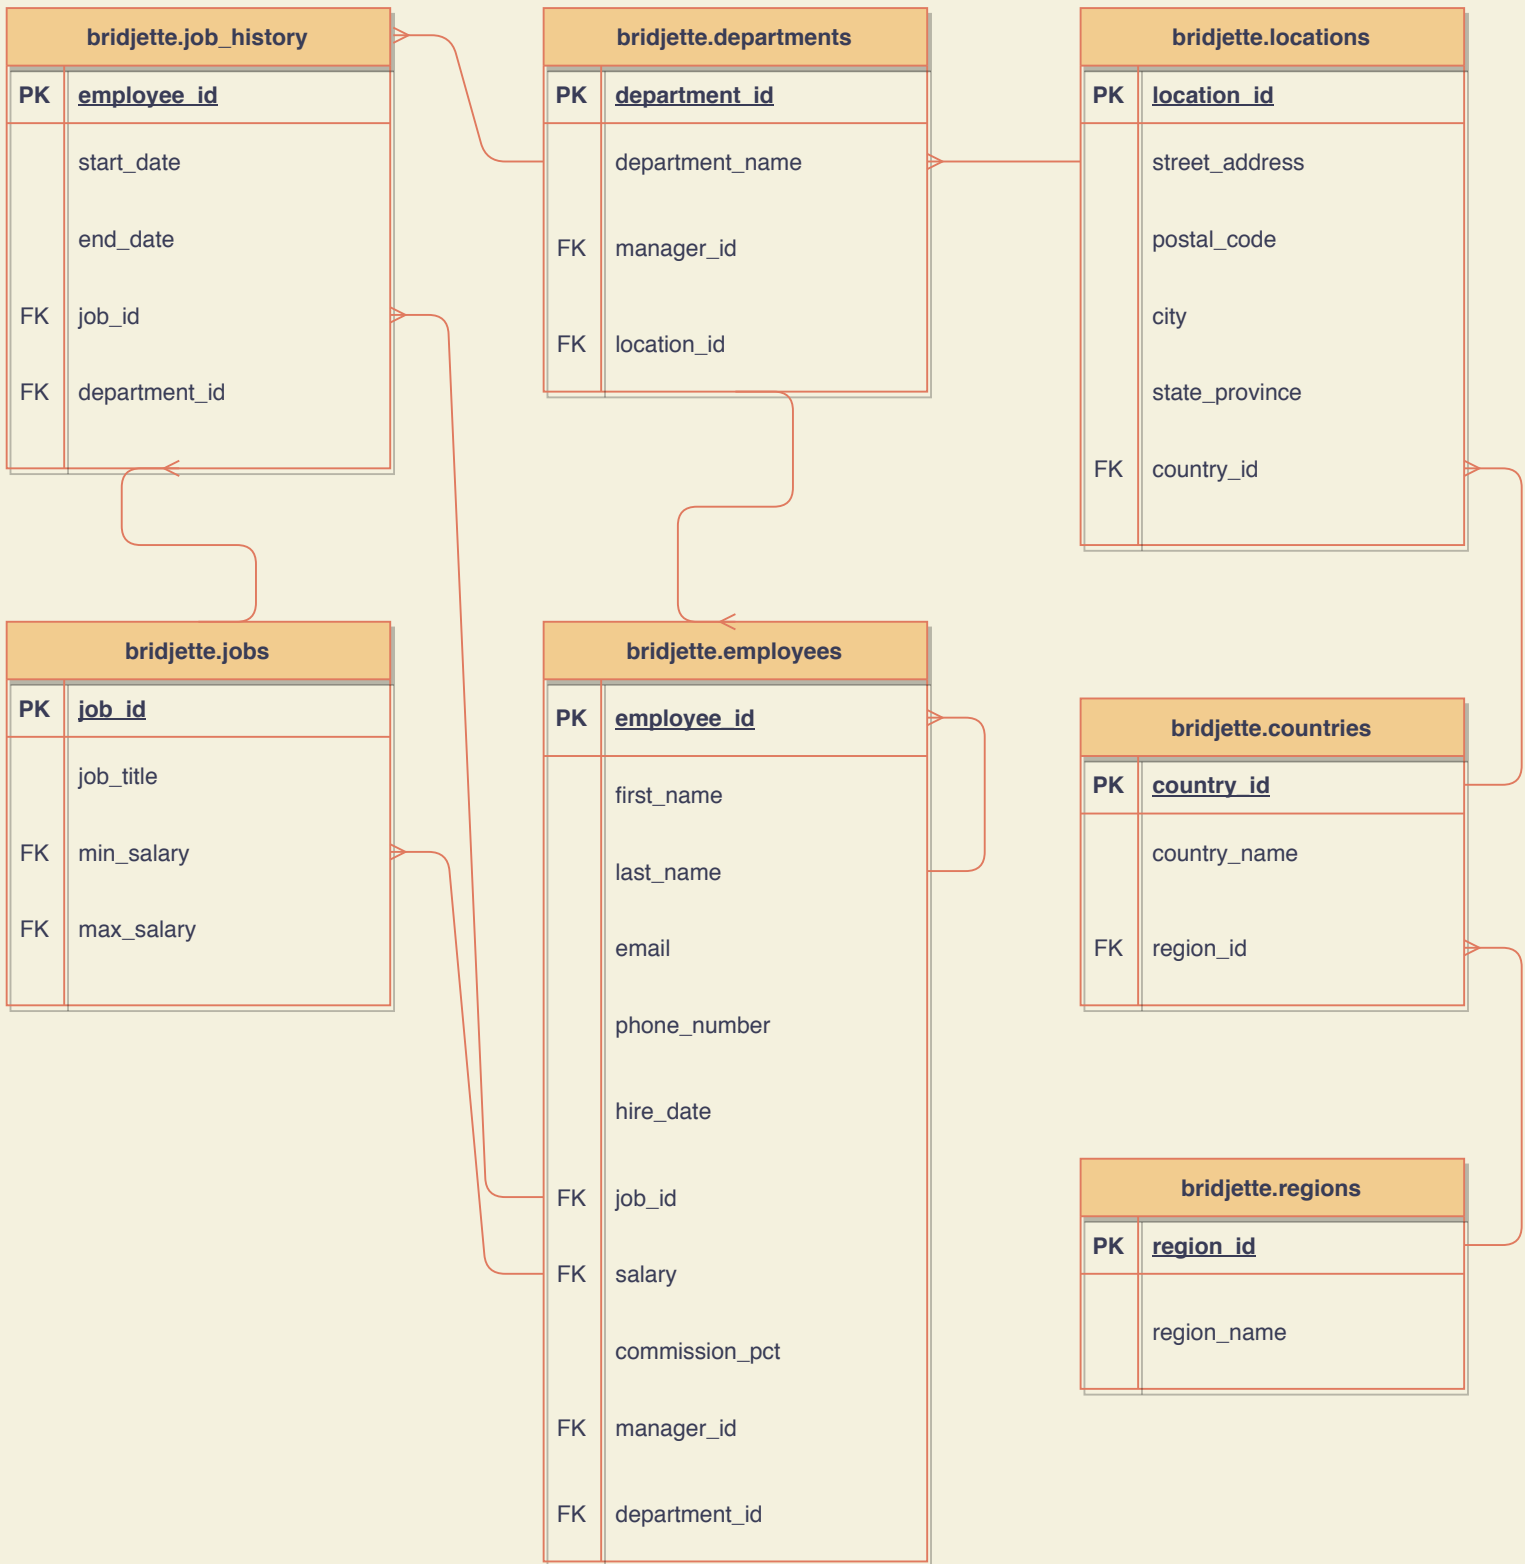 bridjette.job_history
PK employee_id
start_date
end_date
FK job_id
FK department_id
bridjette.departments
PK department_id
department_name
FK manager_id
FK location_id
bridjette.locations
PK location_id
street_address
postal_code
city
state_province
FK country_id
bridjette.jobs
PK job_id
job_title
FK min_salary
FK max_salary
bridjette.employees
PK employee_id
first_name
last_name
email
phone_number
hire_date
FK job_id
FK salary
commission_pct
FK manager_id
FK department_id
bridjette.countries
PK country_id
country_name
FK region_id
bridjette.regions
PK region_id
region_name